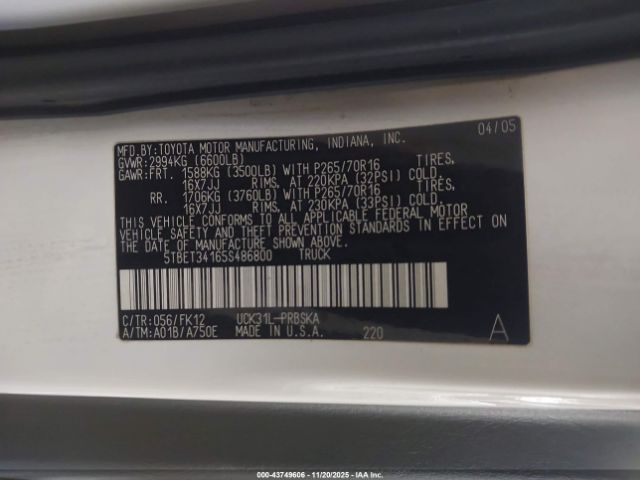 MFD.BY:TOYOTA MOTOR MANUFACTURING, INDIANA, INC. 04/05
GVWR:2994KG (6600LB)
GAWR:FRT. 1588KG (3500LB) WITH P265/70R16 TIRES,
16X7JJ RIMS, AT 220KPA (32PSI) COLD.
RR. 1706KG (3760LB) WITH P265/70R16 TIRES,
16X7JJ RIMS, AT 230KPA (33PSI) COLD.
THIS VEHICLE CONFORMS TO ALL APPLICABLE FEDERAL MOTOR
VEHICLE SAFETY AND THEFT PREVENTION STANDARDS IN EFFECT ON
THE DATE OF MANUFACTURE SHOWN ABOVE.
5TBET34165S486800 TRUCK
C/TR:056/FK12 UCK31L-PRBSKA
A/TM:A01B/A750E MADE IN U.S.A. 220 A
000-43749606 - 11/20/2025 - IAA Inc.